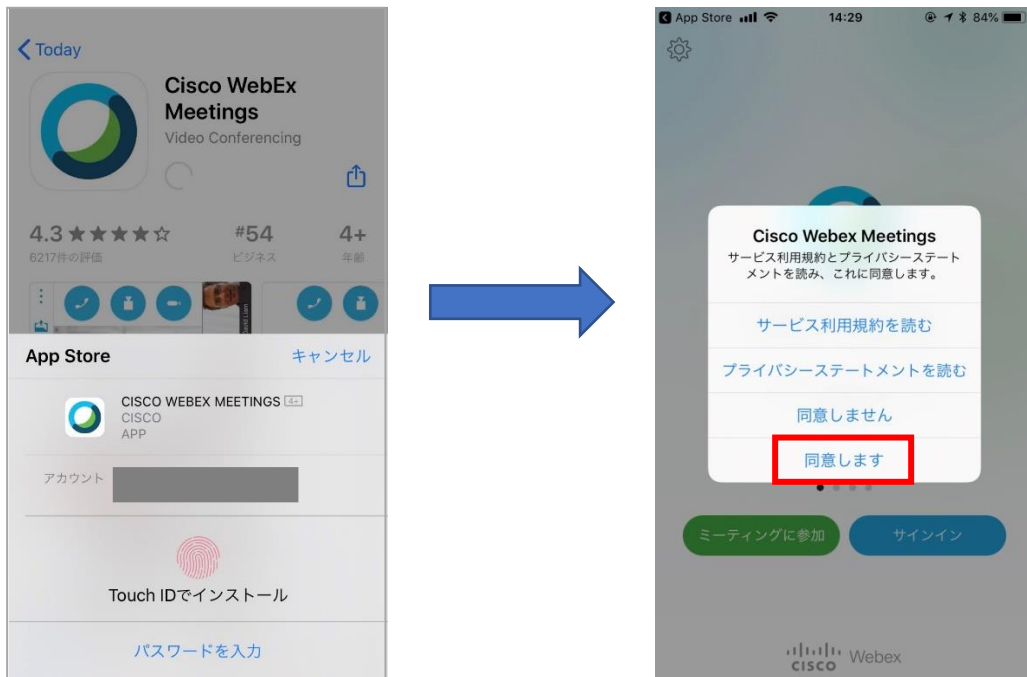 Today
Cisco WebEx
Meetings
Video Conferencing
4.3 ★★★★☆
#54
4+
6217件の評価
ビジネス
年齢
David Liam
App Store
キャンセル
CISCO WEBEX MEETINGS 4+
CISCO
APP
アカウント
Touch IDでインストール
パスワードを入力
App Store
14:29
84%
Cisco Webex Meetings
サービス利用規約とプライバシーステート
メントを読み、これに同意します。
サービス利用規約を読む
プライバシーステートメントを読む
同意しません
同意します
ミーティングに参加
サインイン
CISCO Webex